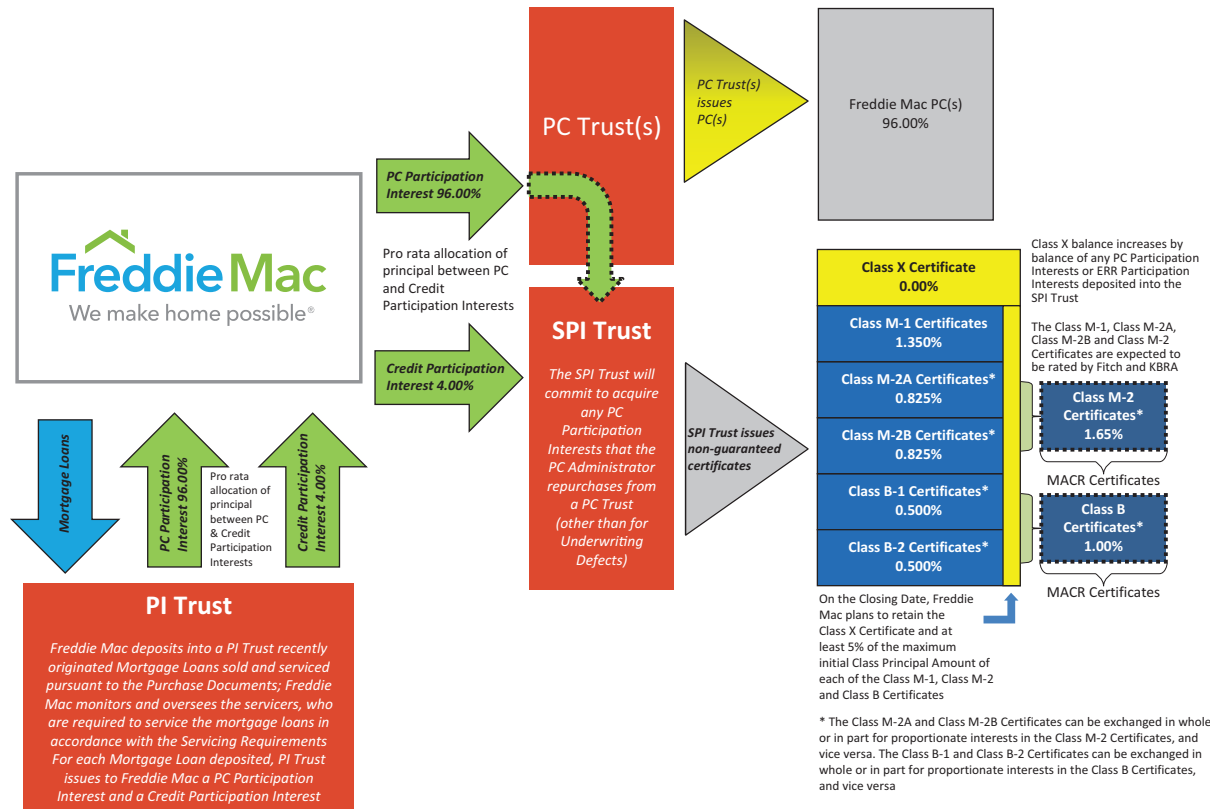 PC Trust(s)
PC Trust(s)
issues
PC(s)
Freddie Mac PC(s)
96.00%
PC Participation
Interest 96.00%
Freddie Mac
We make home possible®
Pro rata allocation of
principal between PC
and Credit
Participation Interests
Credit Participation
Interest 4.00%
SPI Trust
The SPI Trust will
commit to acquire
any PC
Participation
Interests that the
PC Administrator
repurchases from
a PC Trust
(other than for
Underwriting
Defects)
SPI Trust issues
non-guaranteed
certificates
Class X Certificate
0.00%
Class M-1 Certificates
1.350%
Class M-2A Certificates*
0.825%
Class M-2B Certificates*
0.825%
Class B-1 Certificates*
0.500%
Class B-2 Certificates*
0.500%
Class X balance increases by
balance of any PC Participation
Interests or ERR Participation
Interests deposited into the
SPI Trust
The Class M-1, Class M-2A,
Class M-2B and Class M-2
Certificates are expected to
be rated by Fitch and KBRA
Class M-2
Certificates*
1.65%
MACR Certificates
Class B
Certificates*
1.00%
MACR Certificates
Mortgage Loans
PC Participation
Interest 96.00%
Pro rata
allocation of
principal
between PC
& Credit
Participation
Interests
Credit Participation
Interest 4.00%
PI Trust
Freddie Mac deposits into a PI Trust recently
originated Mortgage Loans sold and serviced
pursuant to the Purchase Documents; Freddie
Mac monitors and oversees the servicers, who
are required to service the mortgage loans in
accordance with the Servicing Requirements
For each Mortgage Loan deposited, PI Trust
issues to Freddie Mac a PC Participation
Interest and a Credit Participation Interest
On the Closing Date, Freddie
Mac plans to retain the
Class X Certificate and at
least 5% of the maximum
initial Class Principal Amount of
each of the Class M-1, Class M-2
and Class B Certificates
* The Class M-2A and Class M-2B Certificates can be exchanged in whole
or in part for proportionate interests in the Class M-2 Certificates, and
vice versa. The Class B-1 and Class B-2 Certificates can be exchanged in
whole or in part for proportionate interests in the Class B Certificates,
and vice versa